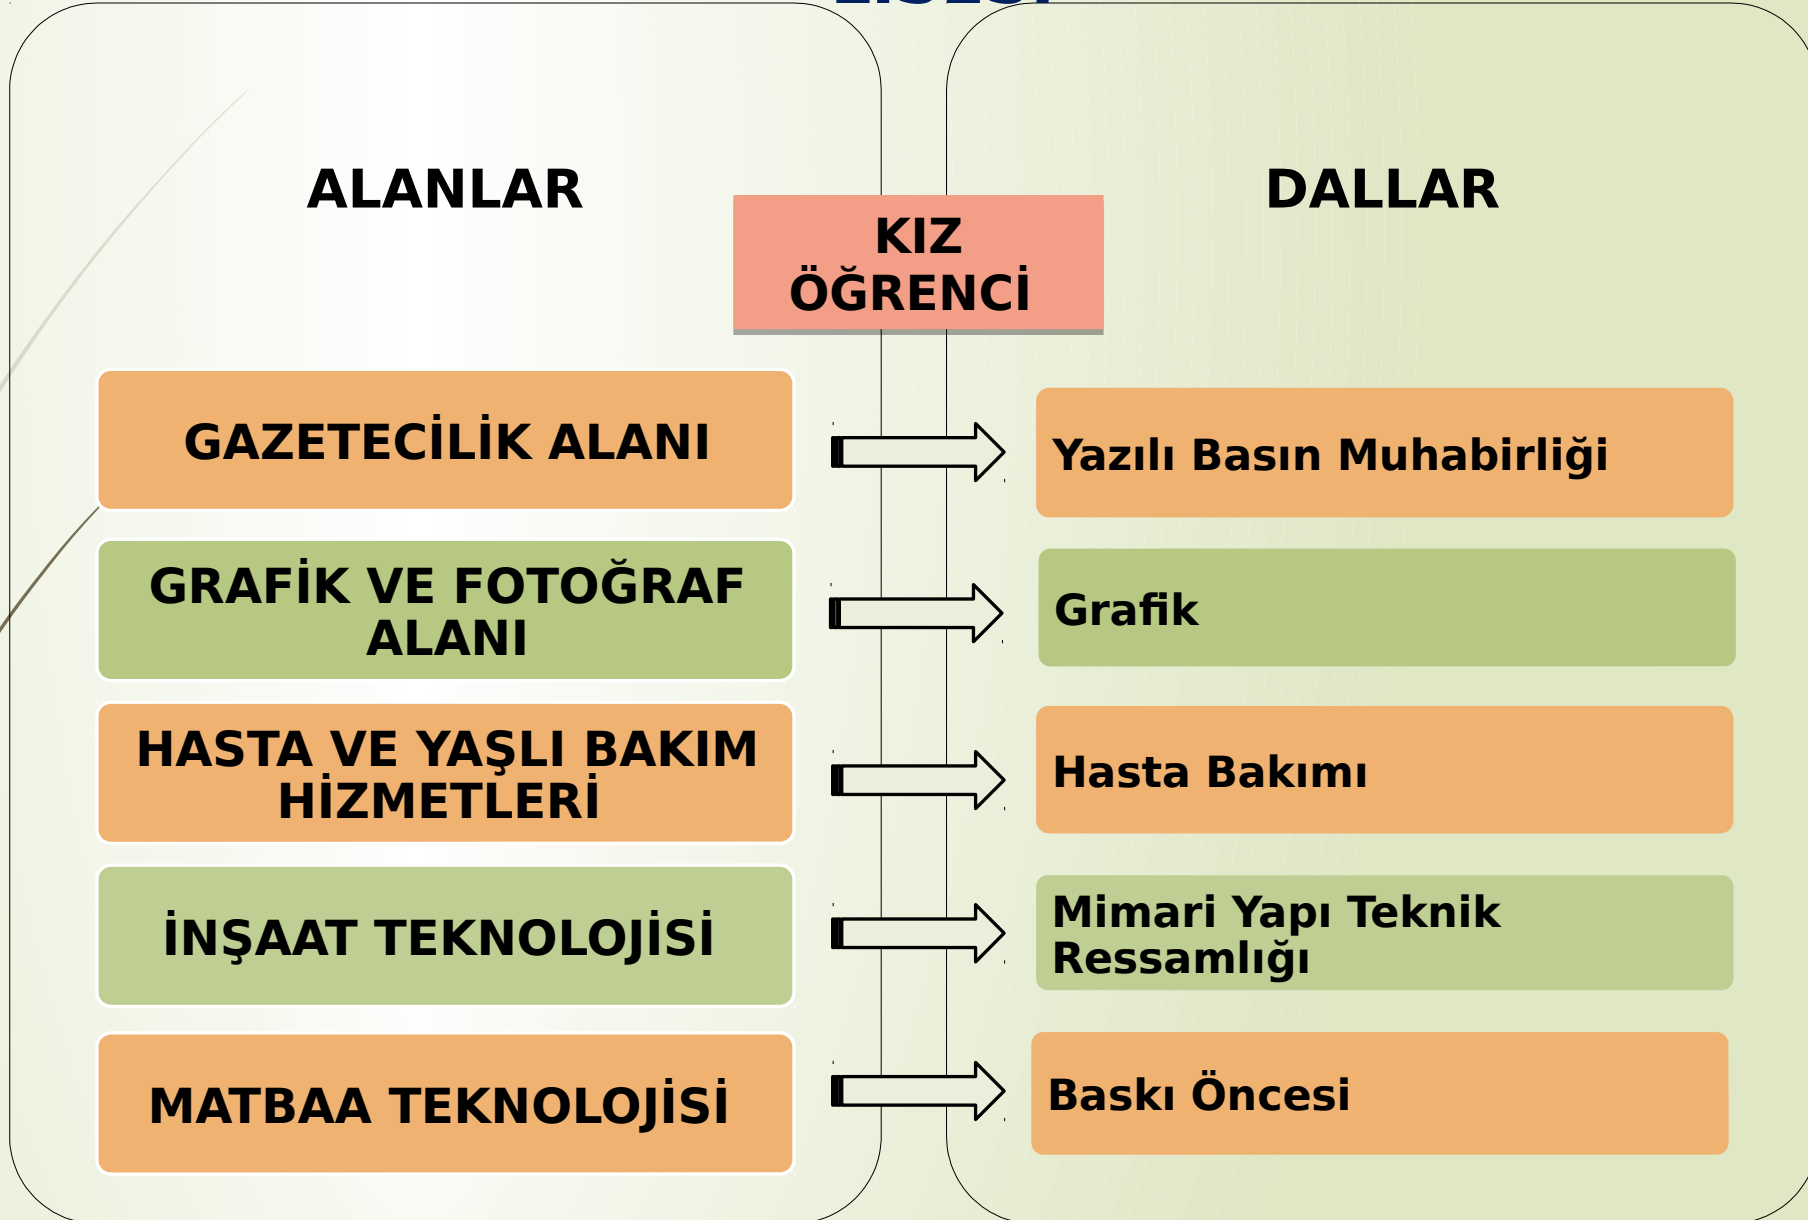 ALANLAR
DALLAR
KIZ
ÖĞRENCİ
GAZETECİLİK ALANI
Yazılı Basın Muhabirliği
GRAFİK VE FOTOĞRAF
ALANI
Grafik
HASTA VE YAŞLI BAKIM
HİZMETLERİ
Hasta Bakımı
İNŞAAT TEKNOLOJİSİ
Mimari Yapı Teknik
Ressamlığı
MATBAA TEKNOLOJİSİ
Baskı Öncesi